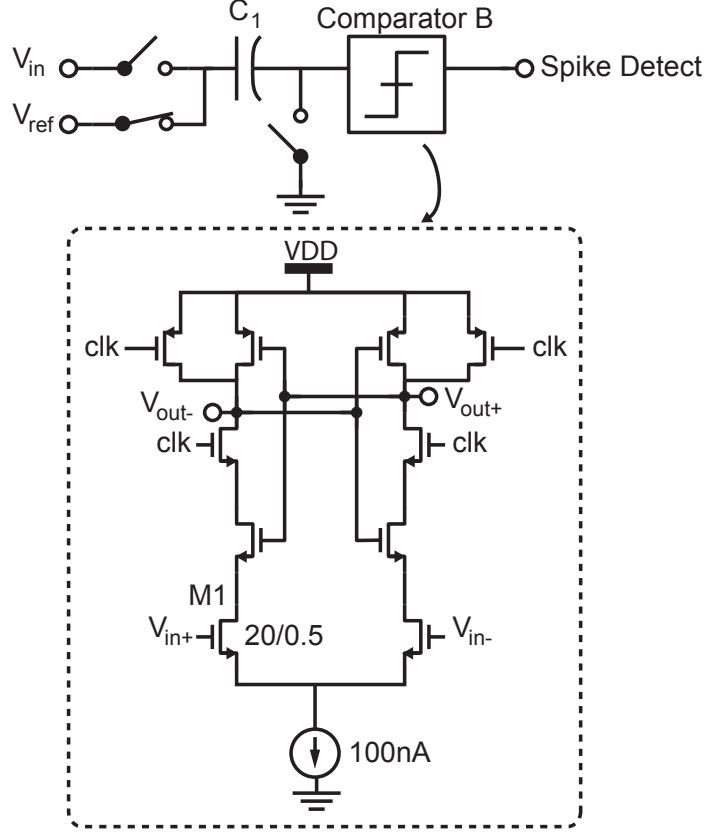 C1 Comparator B
Vin
Spike Detect
Vref
VDD
clk clk
Vout- Vout+
clk clk
M1
Vin+ 20/0.5 Vin-
100nA